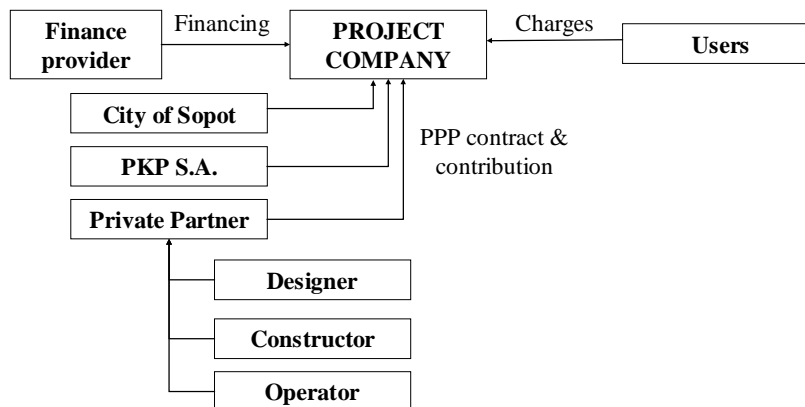 Finance
provider
Financing
PROJECT
COMPANY
Charges
Users
City of Sopot
PKP S.A.
PPP contract &
contribution
Private Partner
Designer
Constructor
Operator